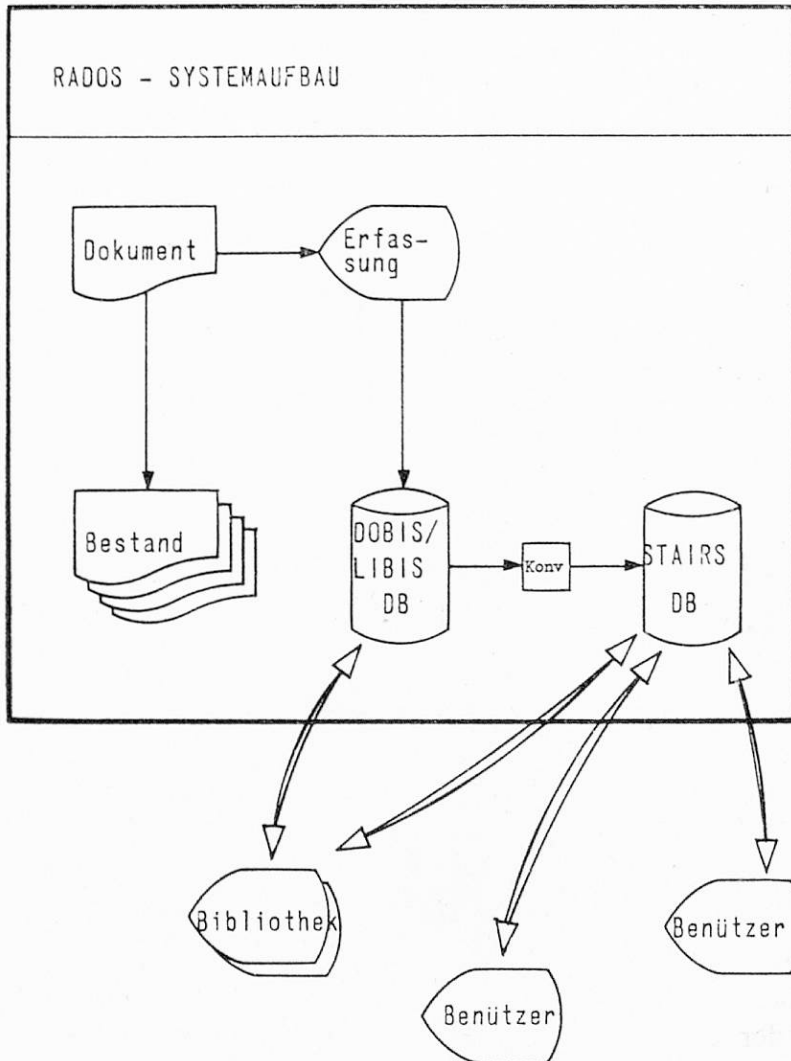 RADOS - SYSTEMAUFBAU
Dokument
Erfas-
sung
Bestand
DOBIS/
LIBIS
DB
Konv
STAIRS
DB
Bibliothek
Benützer
Benützer